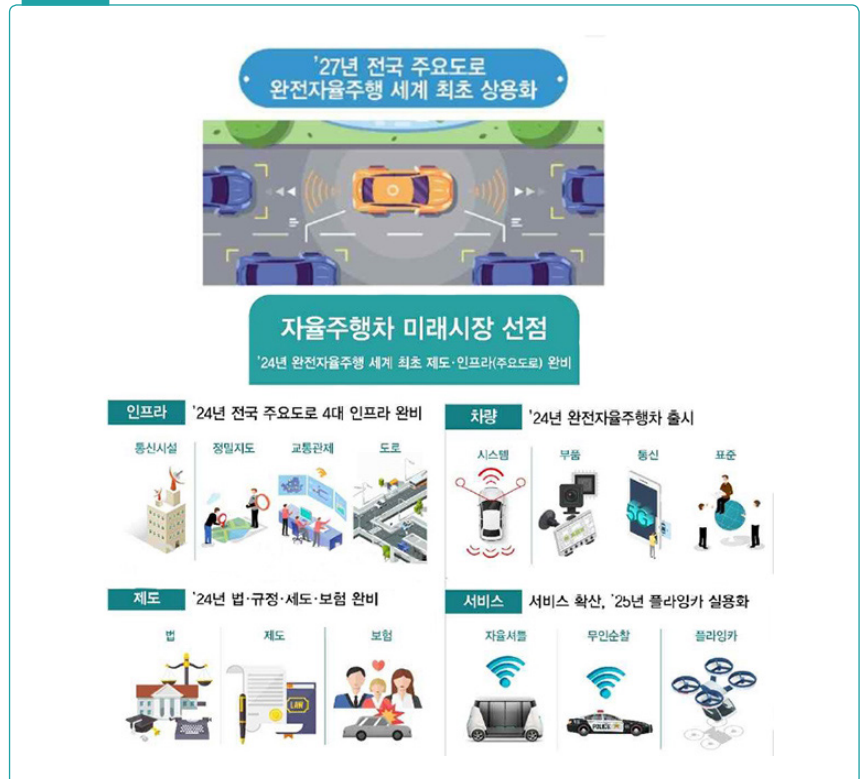 '27년 전국 주요도로
완전자율주행 세계 최초 상용화
자율주행차 미래시장 선점
'24년 완전자율주행 세계 최초 제도·인프라(주요도로) 완비
인프라 '24년 전국 주요도로 4대 인프라 완비
통신시설 정밀지도 교통관제 도로
차량 '24년 완전자율주행차 출시
시스템 부품 통신 표준
5G
제도 '24년 법·규정·세도·보험 완비
법 제도 보험
LAW
서비스 서비스 확산, '25년 플라잉카 실용화
자율셔틀 무인순찰 플라잉카
POLICE